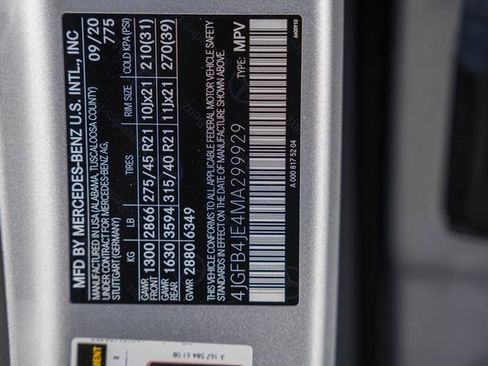 MFD BY MERCEDES-BENZ U.S. INTL., INC
MANUFACTURED IN USA (ALABAMA, TUSCALOOSA COUNTY) 09/20
UNDER CONTRACT FOR MERCEDES-BENZ AG, 775
STUTTGART (GERMANY)
KG LB TIRES RIM SIZE COLD KPA (PSI)
GAWR FRONT 1300 2866 275/45 R21 10Jx21 210(31)
GAWR REAR 1630 3594 315/40 R21 11Jx21 270(39)
GVWR 2880 6349
THIS VEHICLE CONFORMS TO ALL APPLICABLE FEDERAL MOTOR VEHICLE SAFETY
STANDARDS IN EFFECT ON THE DATE OF MANUFACTURE SHOWN ABOVE.
4JGFB4JE4MA299929 TYPE: MPV
A 000 817 52 04
A 167 584 61 08